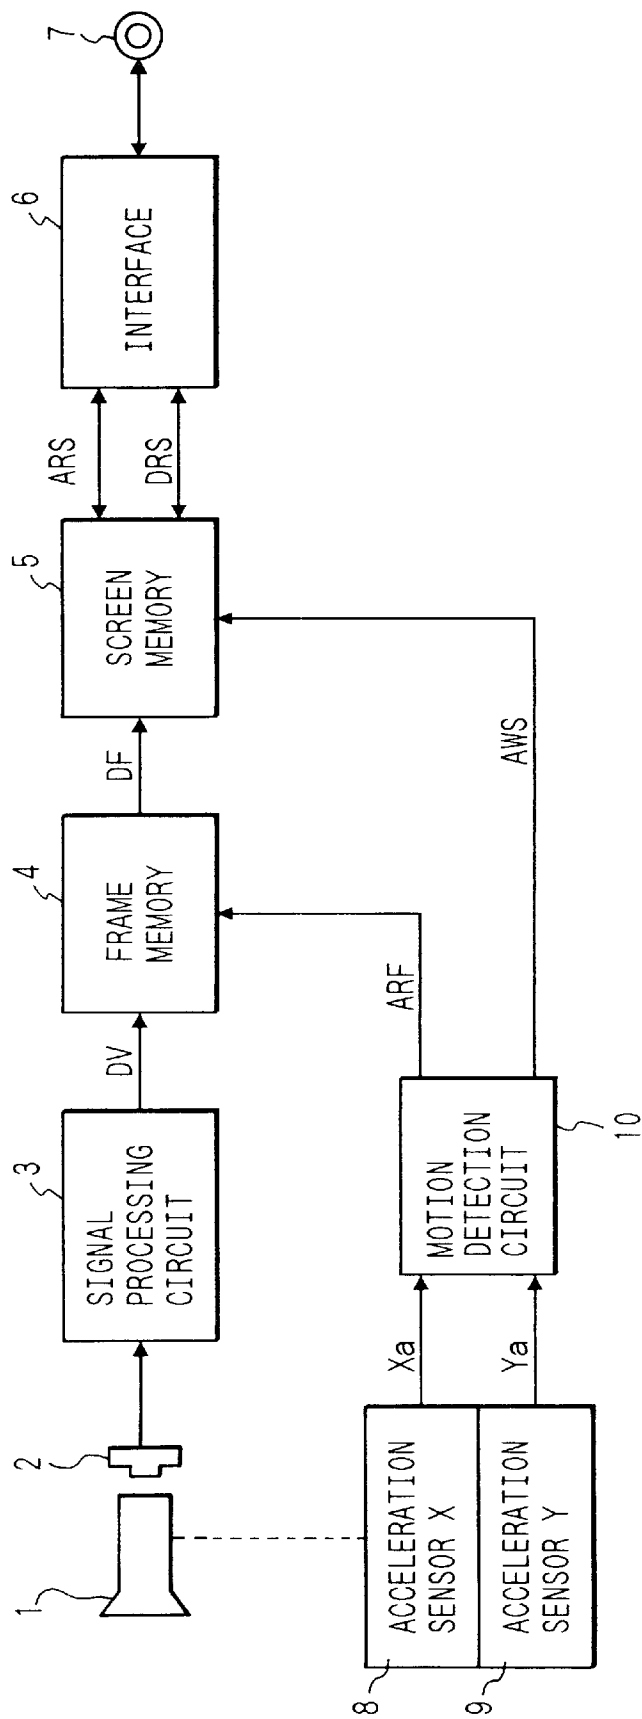 1
2
3
SIGNAL
PROCESSING
CIRCUIT
DV
4
FRAME
MEMORY
DF
5
SCREEN
MEMORY
ARS
DRS
6
INTERFACE
7
8
ACCELERATION
SENSOR X
9
ACCELERATION
SENSOR Y
Xa
Ya
MOTION
DETECTION
CIRCUIT
10
ARF
AWS